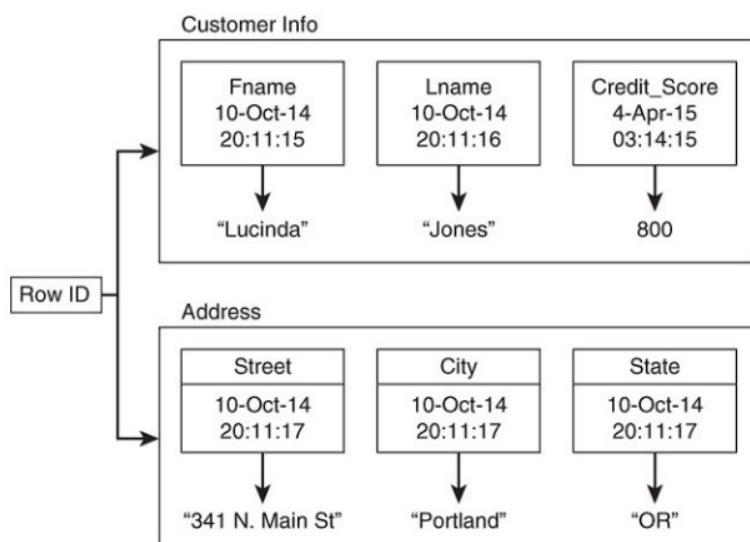 Customer Info
Fname
10-Oct-14
20:11:15
Lname
10-Oct-14
20:11:16
Credit_Score
4-Apr-15
03:14:15
“Lucinda”
“Jones”
800
Row ID
Address
Street
10-Oct-14
20:11:17
City
10-Oct-14
20:11:17
State
10-Oct-14
20:11:17
“341 N. Main St”
“Portland”
“OR”